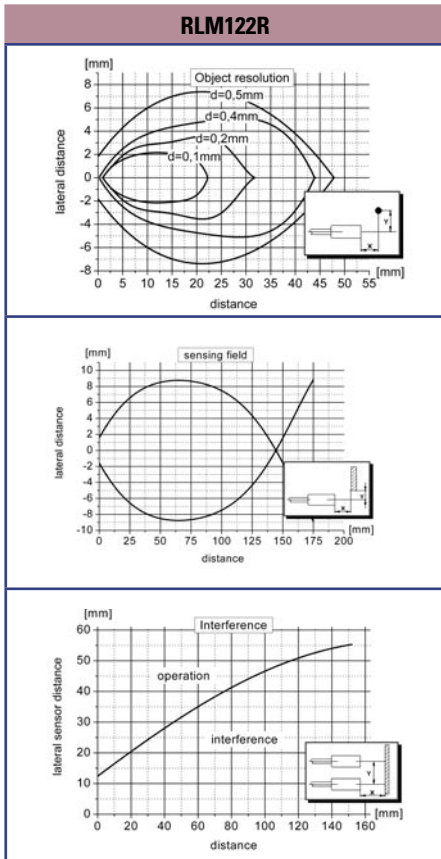 RLM122R
[mm]
Object resolution
8
d=0,5mm
6
d=0,4mm
4
d=0,2mm
2
d=0,1mm
0
-2
-4
-6
-8
lateral distance
Y
X
0 5 10 15 20 25 30 35 40 45 50 55
[mm]
distance
[mm]
sensing field
10
8
6
4
2
0
-2
-4
-6
-8
-10
lateral distance
Y
X
[mm]
0 25 50 75 100 125 150 175 200
distance
[mm]
Interference
60
50
operation
40
30
interference
20
10
0
lateral sensor distance
Y
X
[mm]
0 20 40 60 80 100 120 140 160
distance